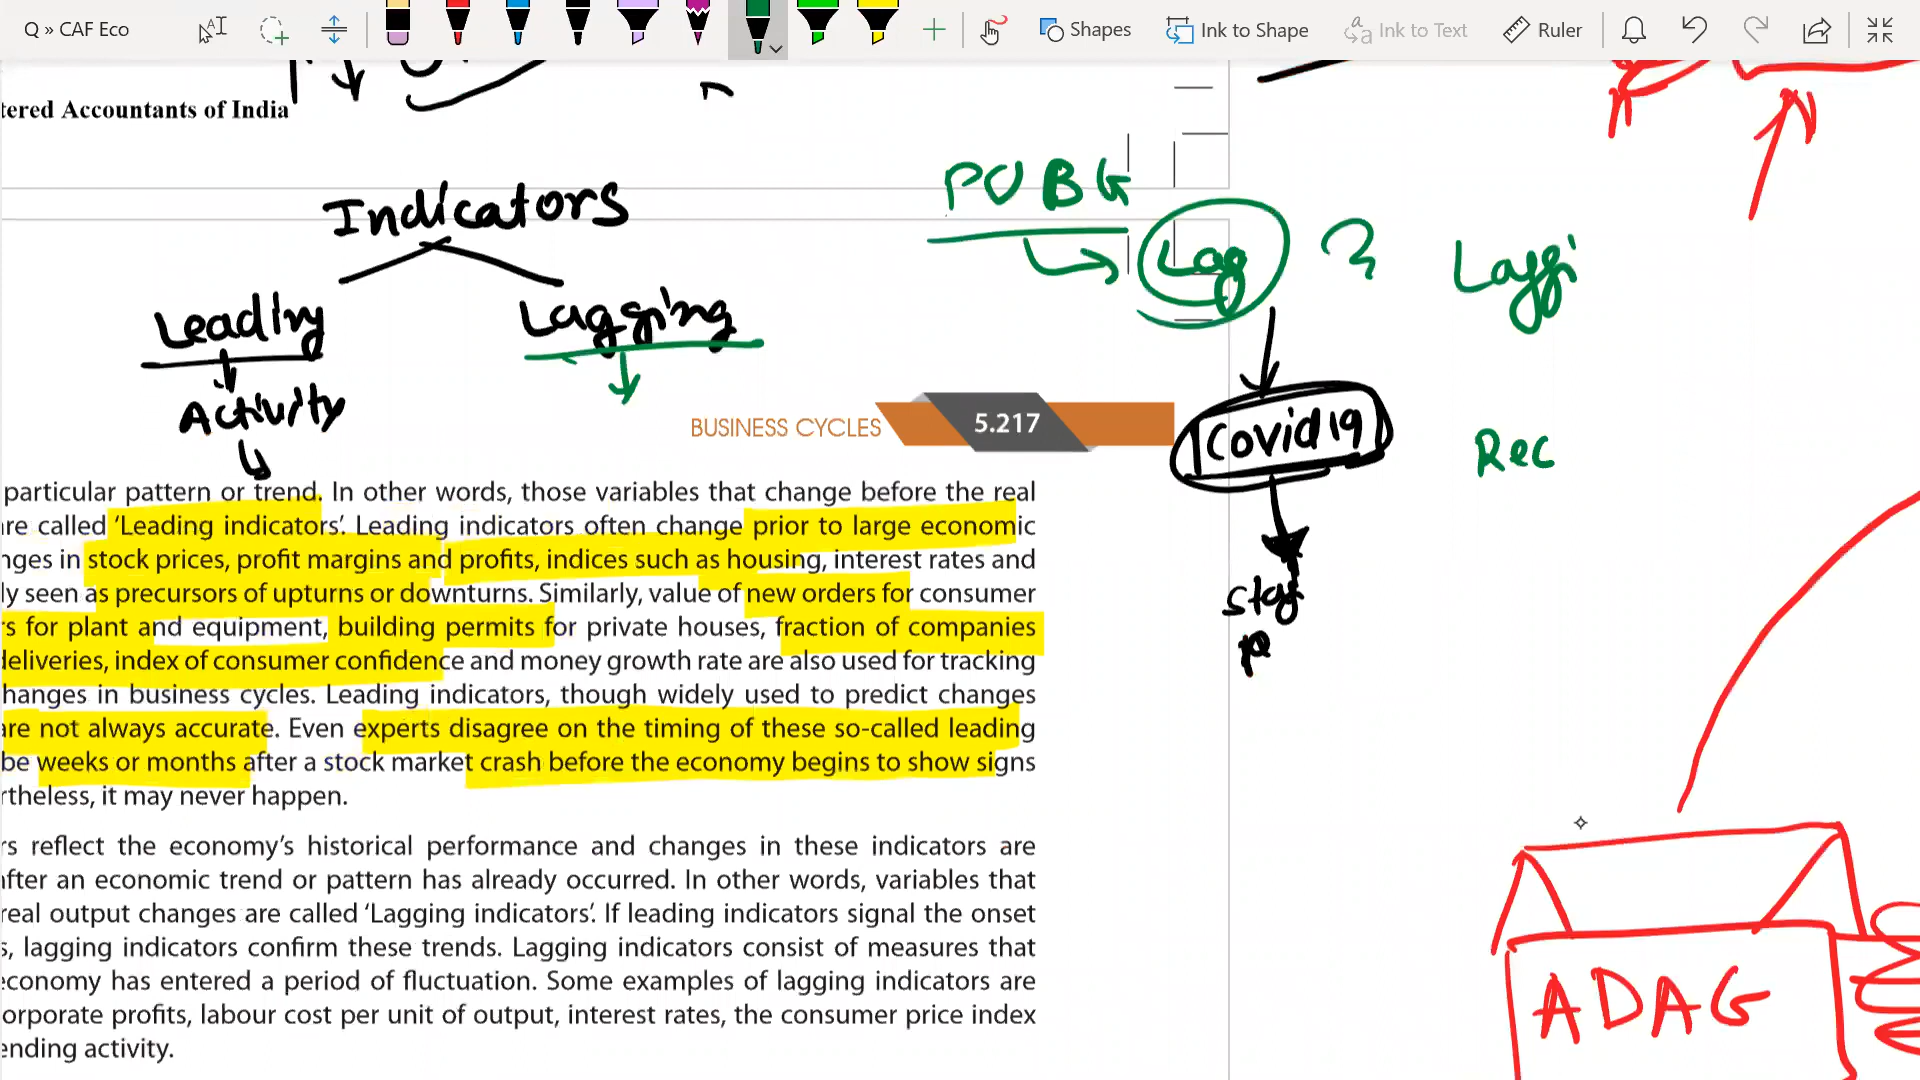 Q » CAF Eco
Shapes
Ink to Shape
Ink to Text
Ruler
tered Accountants of India
Indicators
Leading
Lagging
Activity
PUBG
Lag
?
Laggi
Covid19
Rec
BUSINESS CYCLES 5.217
particular pattern or trend. In other words, those variables that change before the real
re called ‘Leading indicators’. Leading indicators often change prior to large economic
nges in stock prices, profit margins and profits, indices such as housing, interest rates and
ly seen as precursors of upturns or downturns. Similarly, value of new orders for consumer
s for plant and equipment, building permits for private houses, fraction of companies
deliveries, index of consumer confidence and money growth rate are also used for tracking
hanges in business cycles. Leading indicators, though widely used to predict changes
are not always accurate. Even experts disagree on the timing of these so-called leading
be weeks or months after a stock market crash before the economy begins to show signs
rtheless, it may never happen.
rs reflect the economy’s historical performance and changes in these indicators are
after an economic trend or pattern has already occurred. In other words, variables that
real output changes are called ‘Lagging indicators’. If leading indicators signal the onset
s, lagging indicators confirm these trends. Lagging indicators consist of measures that
economy has entered a period of fluctuation. Some examples of lagging indicators are
orporate profits, labour cost per unit of output, interest rates, the consumer price index
ending activity.
ADAG